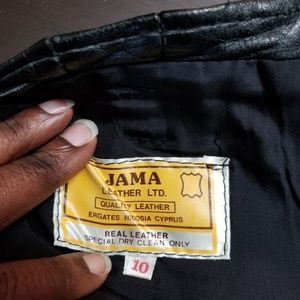 JAMA
LEATHER LTD.
QUALITY LEATHER
ERGATES NICOSIA CYPRUS
REAL LEATHER
SPECIAL DRY CLEAN ONLY
10